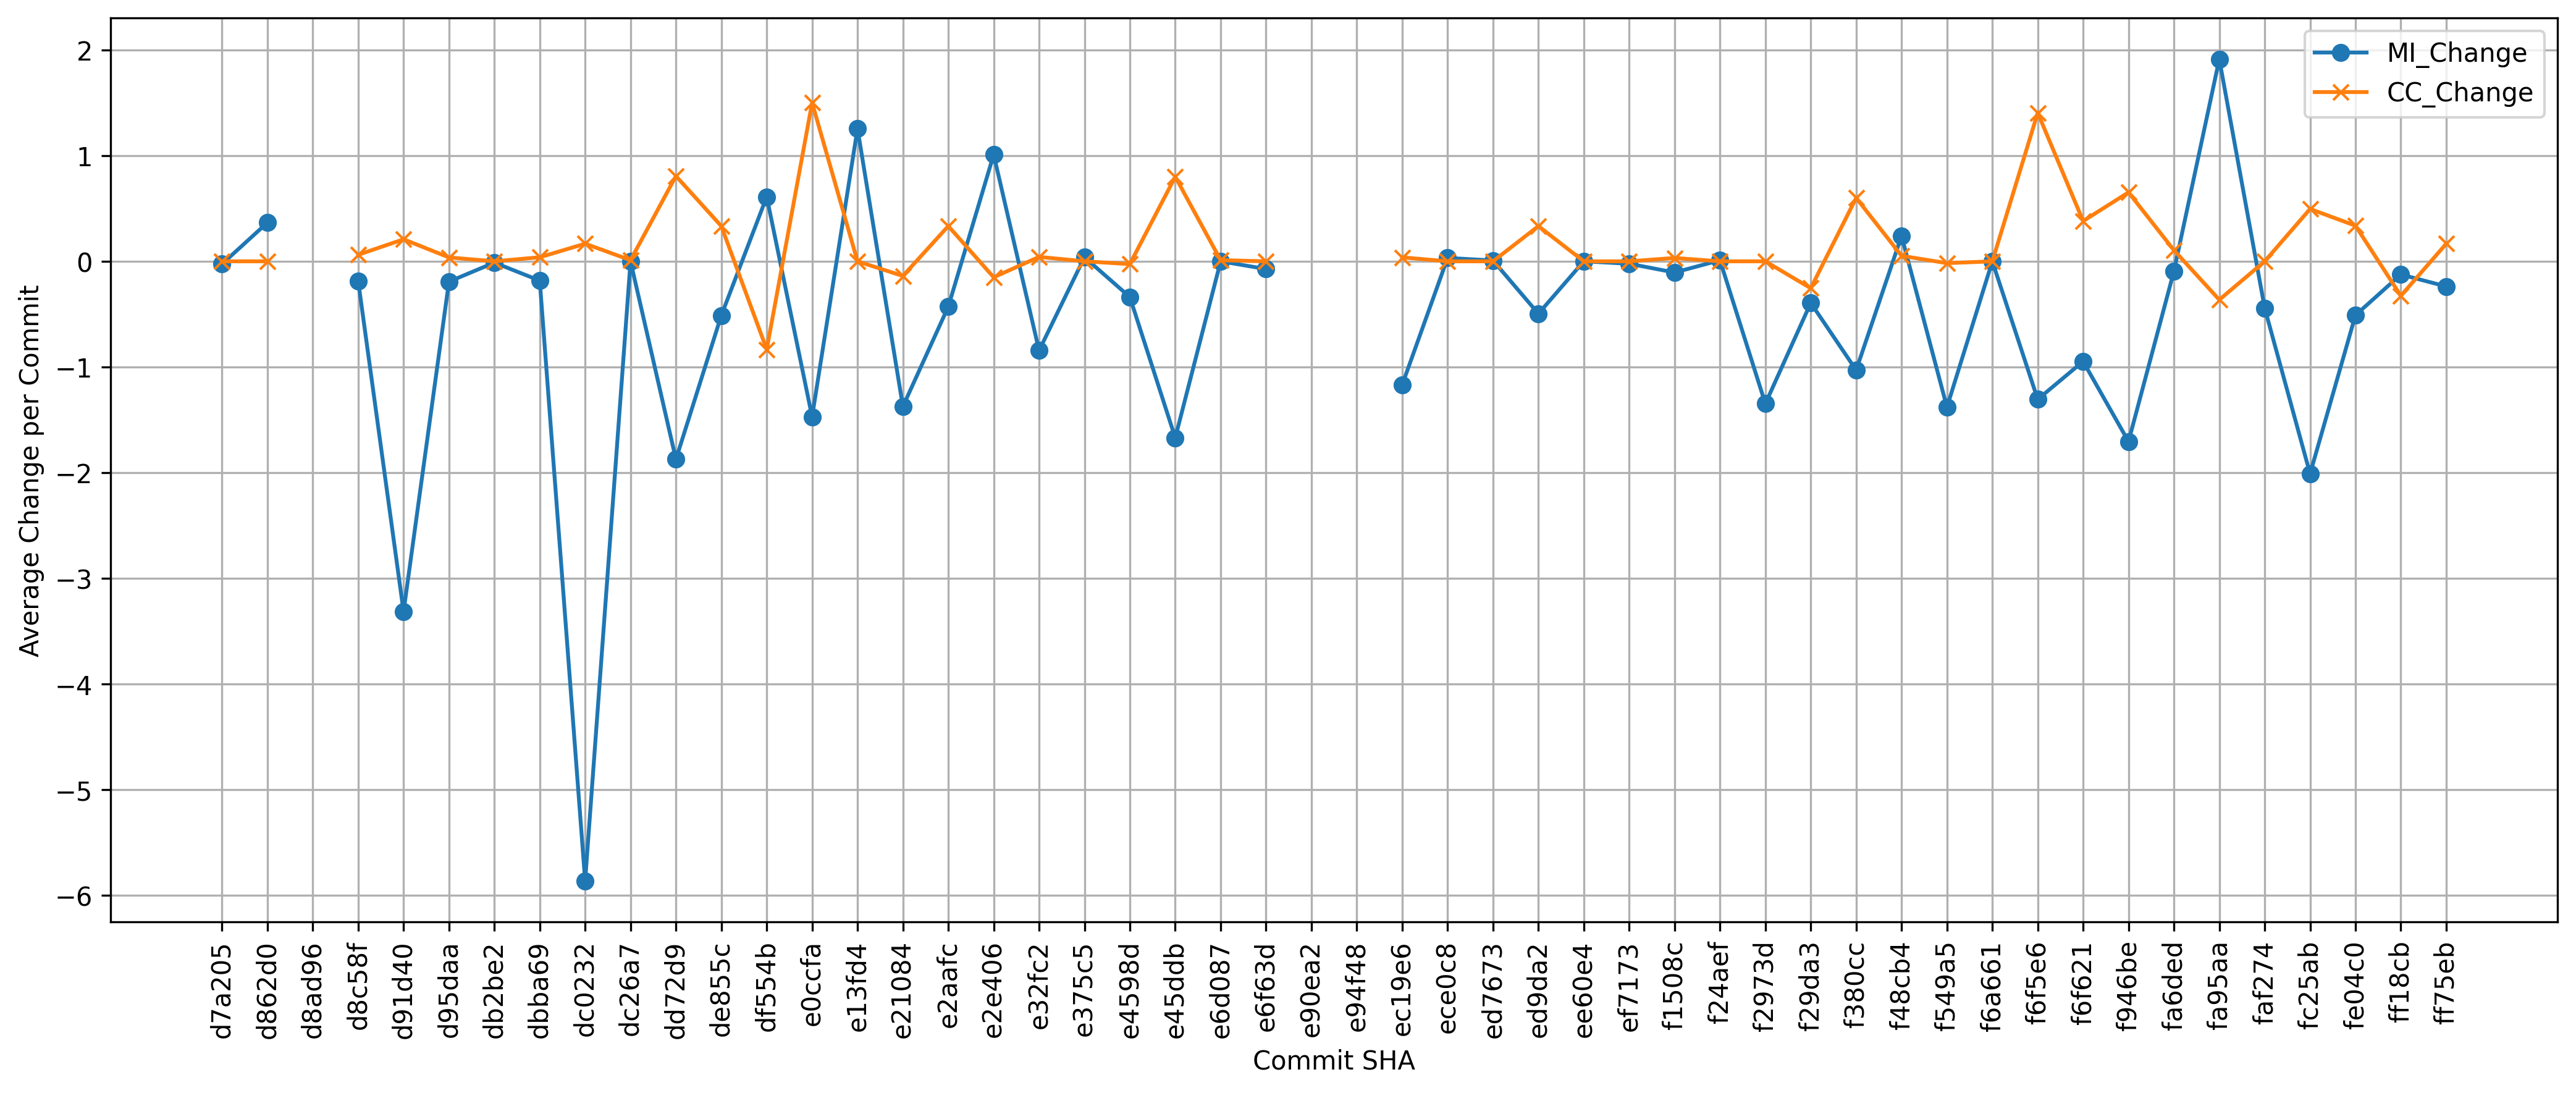 MI_Change
CC_Change
Average Change per Commit
2
1
0
−1
−2
−3
−4
−5
−6
d7a205
d862d0
d8ad96
d8c58f
d91d40
d95daa
db2be2
dbba69
dc0232
dc26a7
dd72d9
de855c
df554b
e0ccfa
e13fd4
e21084
e2aafc
e2e406
e32fc2
e375c5
e4598d
e45ddb
e6d087
e6f63d
e90ea2
e94f48
ec19e6
ece0c8
ed7673
ed9da2
ee60e4
ef7173
f1508c
f24aef
f2973d
f29da3
f380cc
f48cb4
f549a5
f6a661
f6f5e6
f76f621
f946be
fa6ded
fa95aa
faf274
fc25ab
fe04c0
ff18cb
ff75eb
Commit SHA